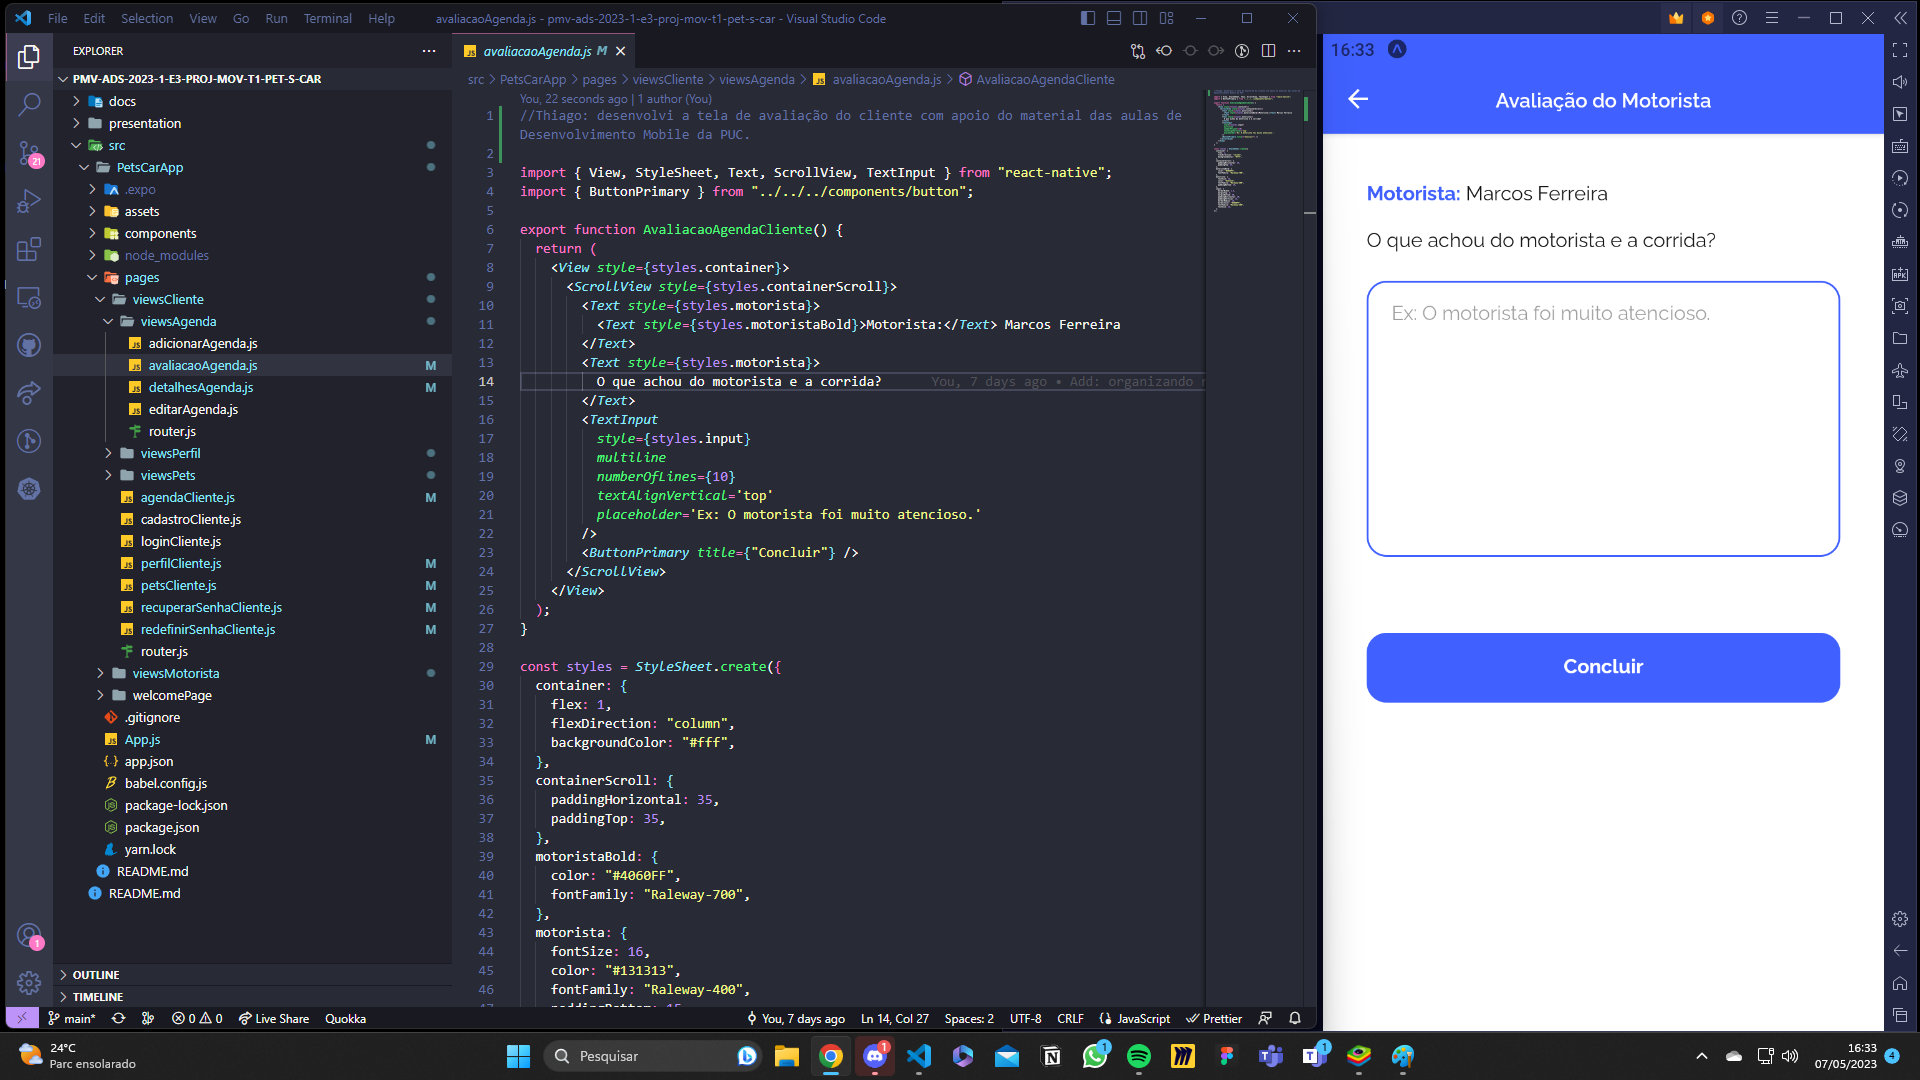 File Edit Selection View Go Run Terminal Help
avaliacaoAgenda.js - pmv-ads-2023-1-e3-proj-mov-t1-pet-s-car - Visual Studio Code
EXPLORER
PMV-ADS-2023-1-E3-PROJ-MOV-T1-PET-S-CAR
docs
presentation
src
PetsCarApp
.expo
assets
components
node_modules
pages
viewsCliente
viewsAgenda
adicionarAgenda.js
avaliacaoAgenda.js M
detalhesAgenda.js M
editarAgenda.js
router.js
viewsPerfil
viewsPets
agendaCliente.js M
cadastroCliente.js
loginCliente.js
perfilCliente.js M
petsCliente.js M
recuperarSenhaCliente.js M
redefinirSenhaCliente.js M
router.js
viewsMotorista
welcomePage
.gitignore
App.js M
app.json
babel.config.js
package-lock.json
package.json
yarn.lock
README.md
README.md
OUTLINE
TIMELINE
21
1
avaliacaoAgenda.js M
src > PetsCarApp > pages > viewsCliente > viewsAgenda > avaliacaoAgenda.js > AvaliacaoAgendaCliente
You, 22 seconds ago | 1 author (You)
1 //Thiago: desenvolvi a tela de avaliação do cliente com apoio do material das aulas de
Desenvolvimento Mobile da PUC.
2
3 import { View, StyleSheet, Text, ScrollView, TextInput } from "react-native";
4 import { ButtonPrimary } from "../../../components/button";
5
6 export function AvaliacaoAgendaCliente() {
7 return (
8 <View style={styles.container}>
9 <ScrollView style={styles.containerScroll}>
10 <Text style={styles.motorista}>
11 <Text style={styles.motoristaBold}>Motorista:</Text> Marcos Ferreira
12 </Text>
13 <Text style={styles.motorista}>
14 O que achou do motorista e a corrida? You, 7 days ago • Add: organizando r
15 </Text>
16 <TextInput
17 style={styles.input}
18 multiline
19 numberOfLines={10}
20 textAlignVertical='top'
21 placeholder='Ex: O motorista foi muito atencioso.'
22 />
23 <ButtonPrimary title={"Concluir"} />
24 </ScrollView>
25 </View>
26 );
27 }
28
29 const styles = StyleSheet.create({
30 container: {
31 flex: 1,
32 flexDirection: "column",
33 backgroundColor: "#fff",
34 },
35 containerScroll: {
36 paddingHorizontal: 35,
37 paddingTop: 35,
38 },
39 motoristaBold: {
40 color: "#4060FF",
41 fontFamily: "Raleway-700",
42 },
43 motorista: {
44 fontSize: 16,
45 color: "#131313",
46 fontFamily: "Raleway-400",
main* 0 0 Live Share Quokka You, 7 days ago Ln 14, Col 27 Spaces: 2 UTF-8 CRLF JavaScript Prettier
16:33
Avaliação do Motorista
Motorista: Marcos Ferreira
O que achou do motorista e a corrida?
Ex: O motorista foi muito atencioso.
Concluir
24°C
Parc ensolarado
Pesquisar
1
1
1
16:33
07/05/2023
4